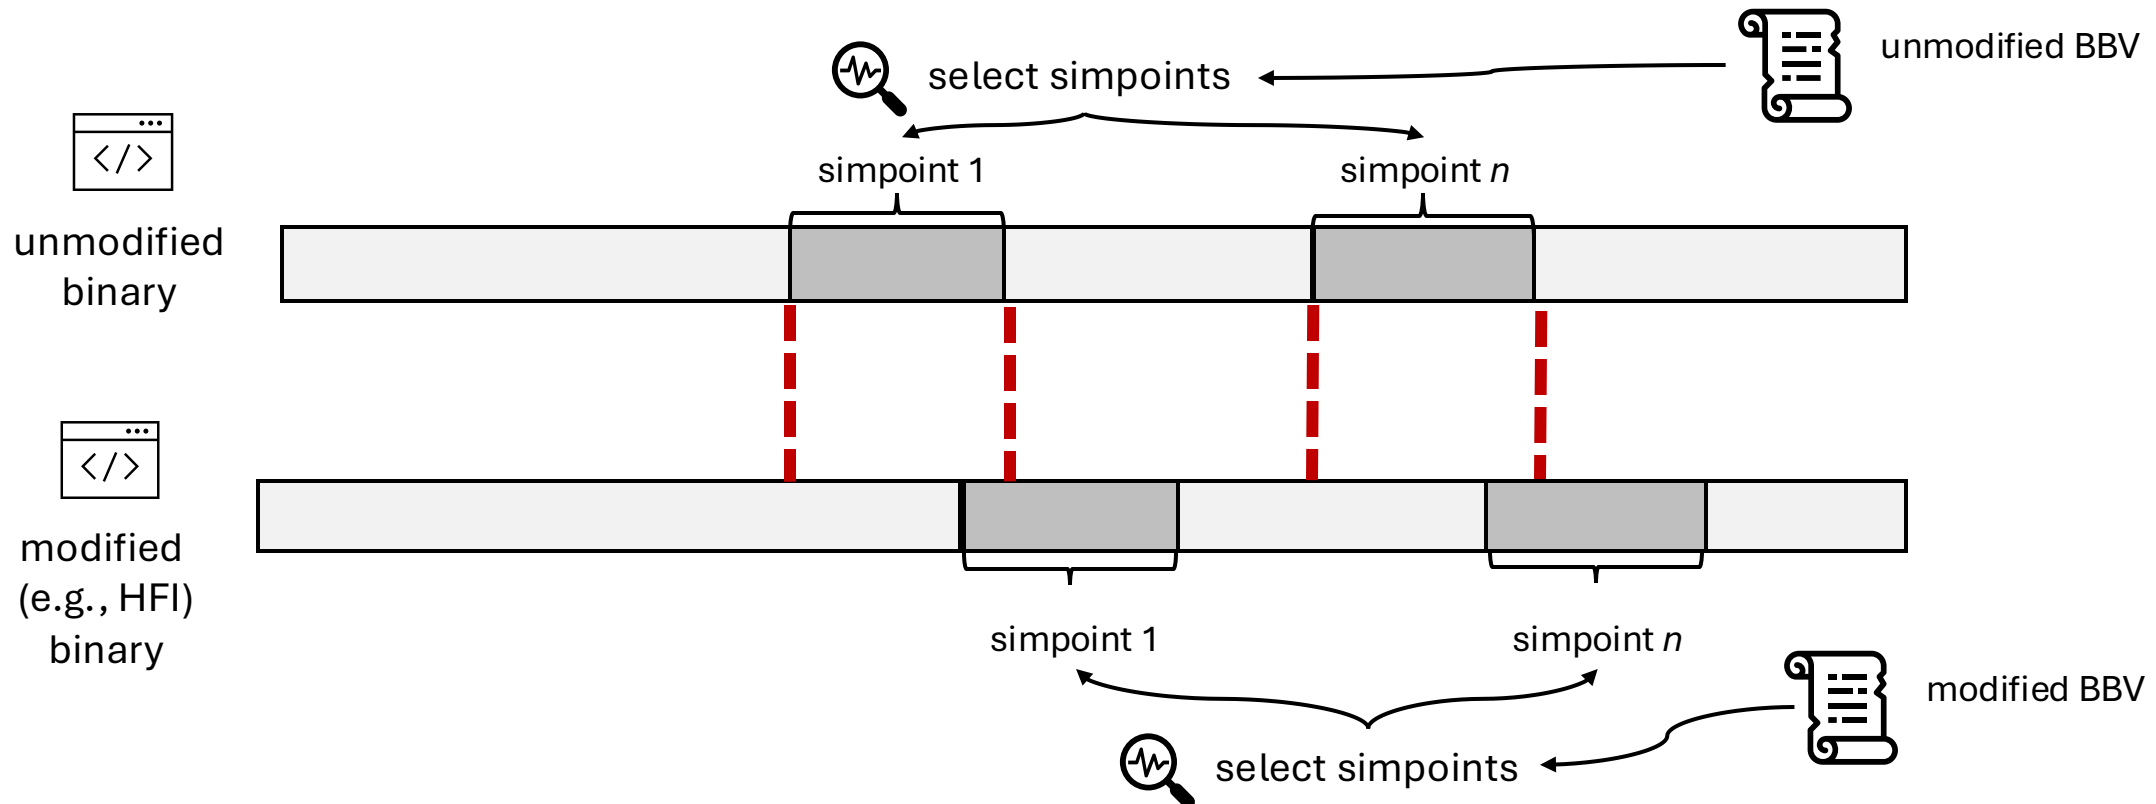 unmodified BBV
select simpoints
simpoint 1
simpoint n
</>
unmodified
binary
</>
modified
(e.g., HFI)
binary
simpoint 1
simpoint n
modified BBV
select simpoints